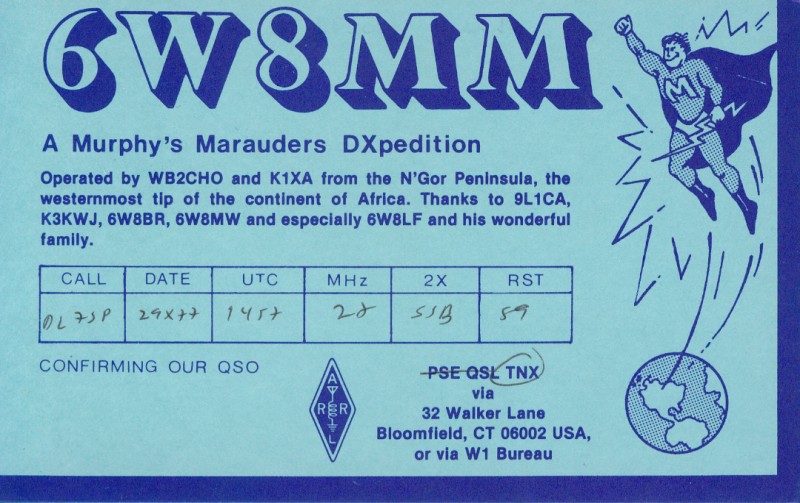 6W8MM
M
A Murphy's Marauders DXpedition
Operated by WB2CHO and K1XA from the N'Gor Peninsula, the
westernmost tip of the continent of Africa. Thanks to 9L1CA,
K3KWJ, 6W8BR, 6W8MW and especially 6W8LF and his wonderful
family.
CALL DATE UTC MHz 2X RST
DL7SP 29X77 1457 28 SSB 59
CONFIRMING OUR QSO
ARRL
PSE QSL TNX
via
32 Walker Lane
Bloomfield, CT 06002 USA,
or via W1 Bureau